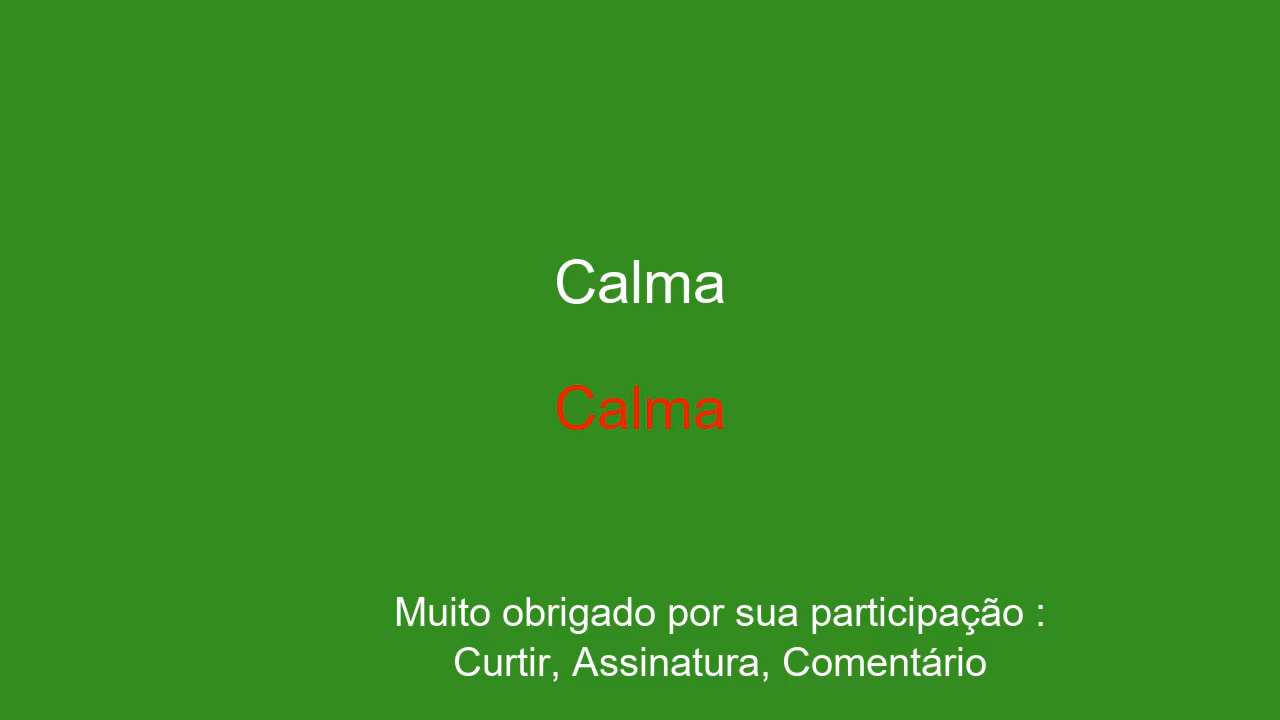 Calma
Calma
Muito obrigado por sua participação :
Curtir, Assinatura, Comentário